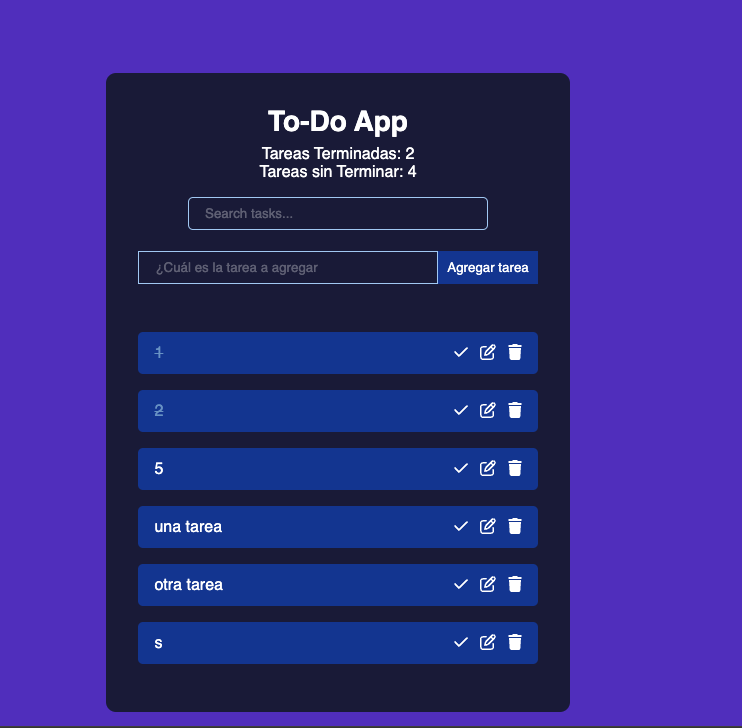 To-Do App
Tareas Terminadas: 2
Tareas sin Terminar: 4
Search tasks...
¿Cuál es la tarea a agregar
Agregar tarea
1
2
5
una tarea
otra tarea
s